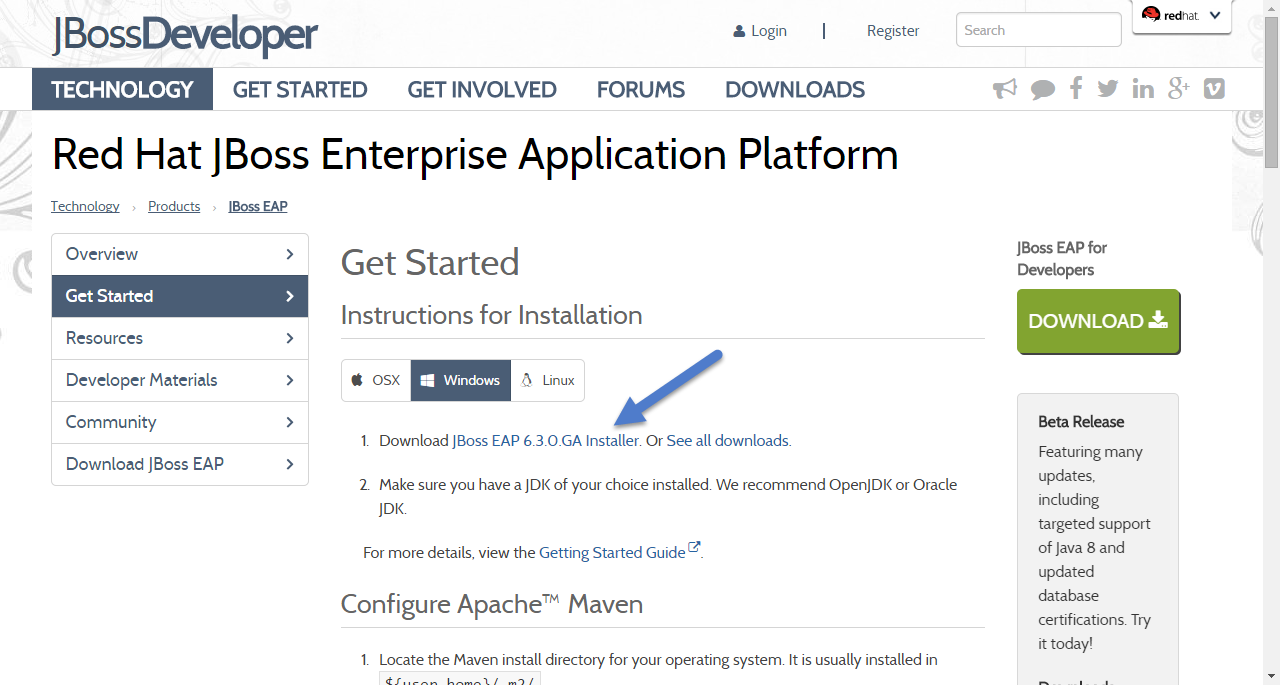 JBossDeveloper
Login | Register
Search
redhat.
TECHNOLOGY GET STARTED GET INVOLVED FORUMS DOWNLOADS
Red Hat JBoss Enterprise Application Platform
Technology › Products › JBoss EAP
Overview
Get Started
Resources
Developer Materials
Community
Download JBoss EAP
Get Started
Instructions for Installation
OSX Windows Linux
1. Download JBoss EAP 6.3.0.GA Installer. Or See all downloads.
2. Make sure you have a JDK of your choice installed. We recommend OpenJDK or Oracle
JDK.
For more details, view the Getting Started Guide.
Configure Apache™ Maven
1. Locate the Maven install directory for your operating system. It is usually installed in
${user.home}/.m2/
JBoss EAP for
Developers
DOWNLOAD
Beta Release
Featuring many
updates,
including
targeted support
of Java 8 and
updated
database
certifications. Try
it today!